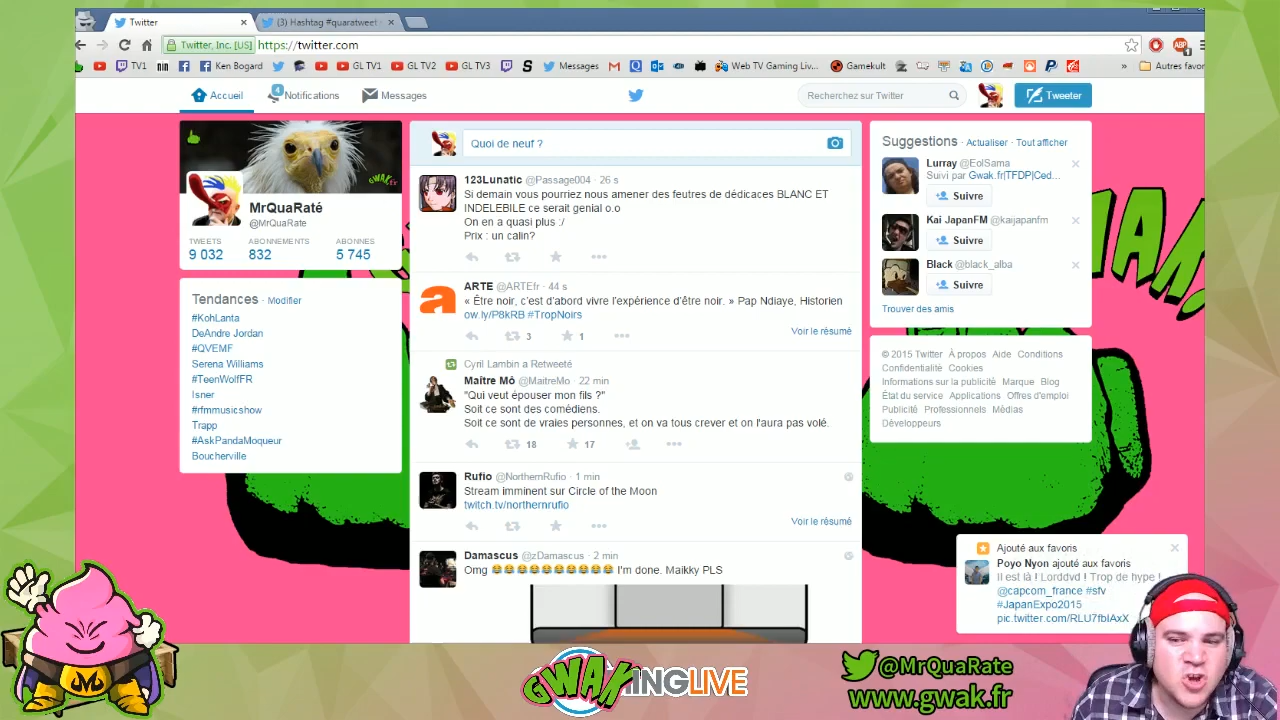 Twitter
(3) Hashtag #quaratweet
Twitter, Inc. [US] https://twitter.com
TV1
Ken Bogard
GL TV1
GL TV2
GL TV3
Messages
Web TV Gaming Liv...
Gamekult
»
Autres favor
Accueil
4
Notifications
Messages
Recherchez sur Twitter
Tweeter
GWAK.fr
MrQuaRaté
@MrQuaRate
TWEETS ABONNEMENTS ABONNÉS
9 032 832 5 745
Tendances · Modifier
#KohLanta
DeAndre Jordan
#QVEMF
Serena Williams
#TeenWolfFR
Isner
#rfmmusicshow
Trapp
#AskPandaMoqueur
Boucherville
Quoi de neuf ?
123Lunatic @Passage004 · 26 s
Si demain vous pourriez nous amener des feutres de dédicaces BLANC ET
INDELEBILE ce serait genial o.o
On en a quasi plus :/
Prix : un calin?
ARTE @ARTEfr · 44 s
« Être noir, c'est d'abord vivre l'expérience d'être noir. » Pap Ndiaye, Historien
ow.ly/P8kRB #TropNoirs
3 1
Voir le résumé
Cyril Lambin a Retweeté
Maître Mô @MaitreMo · 22 min
"Qui veut épouser mon fils ?"
Soit ce sont des comédiens.
Soit ce sont de vraies personnes, et on va tous crever et on l'aura pas volé.
18 17
Rufio @NorthernRufio · 1 min
Stream imminent sur Circle of the Moon
twitch.tv/northernrufio
Voir le résumé
Damascus @zDamascus · 2 min
Omg 😂😂😂😂😂😂😂😂😂😂 I'm done. Maikky PLS
Suggestions · Actualiser · Tout afficher
Lurray @EolSama
Suivi par Gwak.fr|TFDP|Ced...
Suivre
Kai JapanFM @kaijapanfm
Suivre
Black @black_alba
Suivre
Trouver des amis
© 2015 Twitter À propos Aide Conditions
Confidentialité Cookies
Informations sur la publicité Marque Blog
État du service Applications Offres d'emploi
Publicité Professionnels Médias
Développeurs
Ajouté aux favoris
Poyo Nyon ajouté aux favoris
Il est là ! Lorddvd ! Trop de hype !
@capcom_france #sfv
#JapanExpo2015
pic.twitter.com/RLU7fbIAxX
GWAKINGLIVE
@MrQuaRate
www.gwak.fr